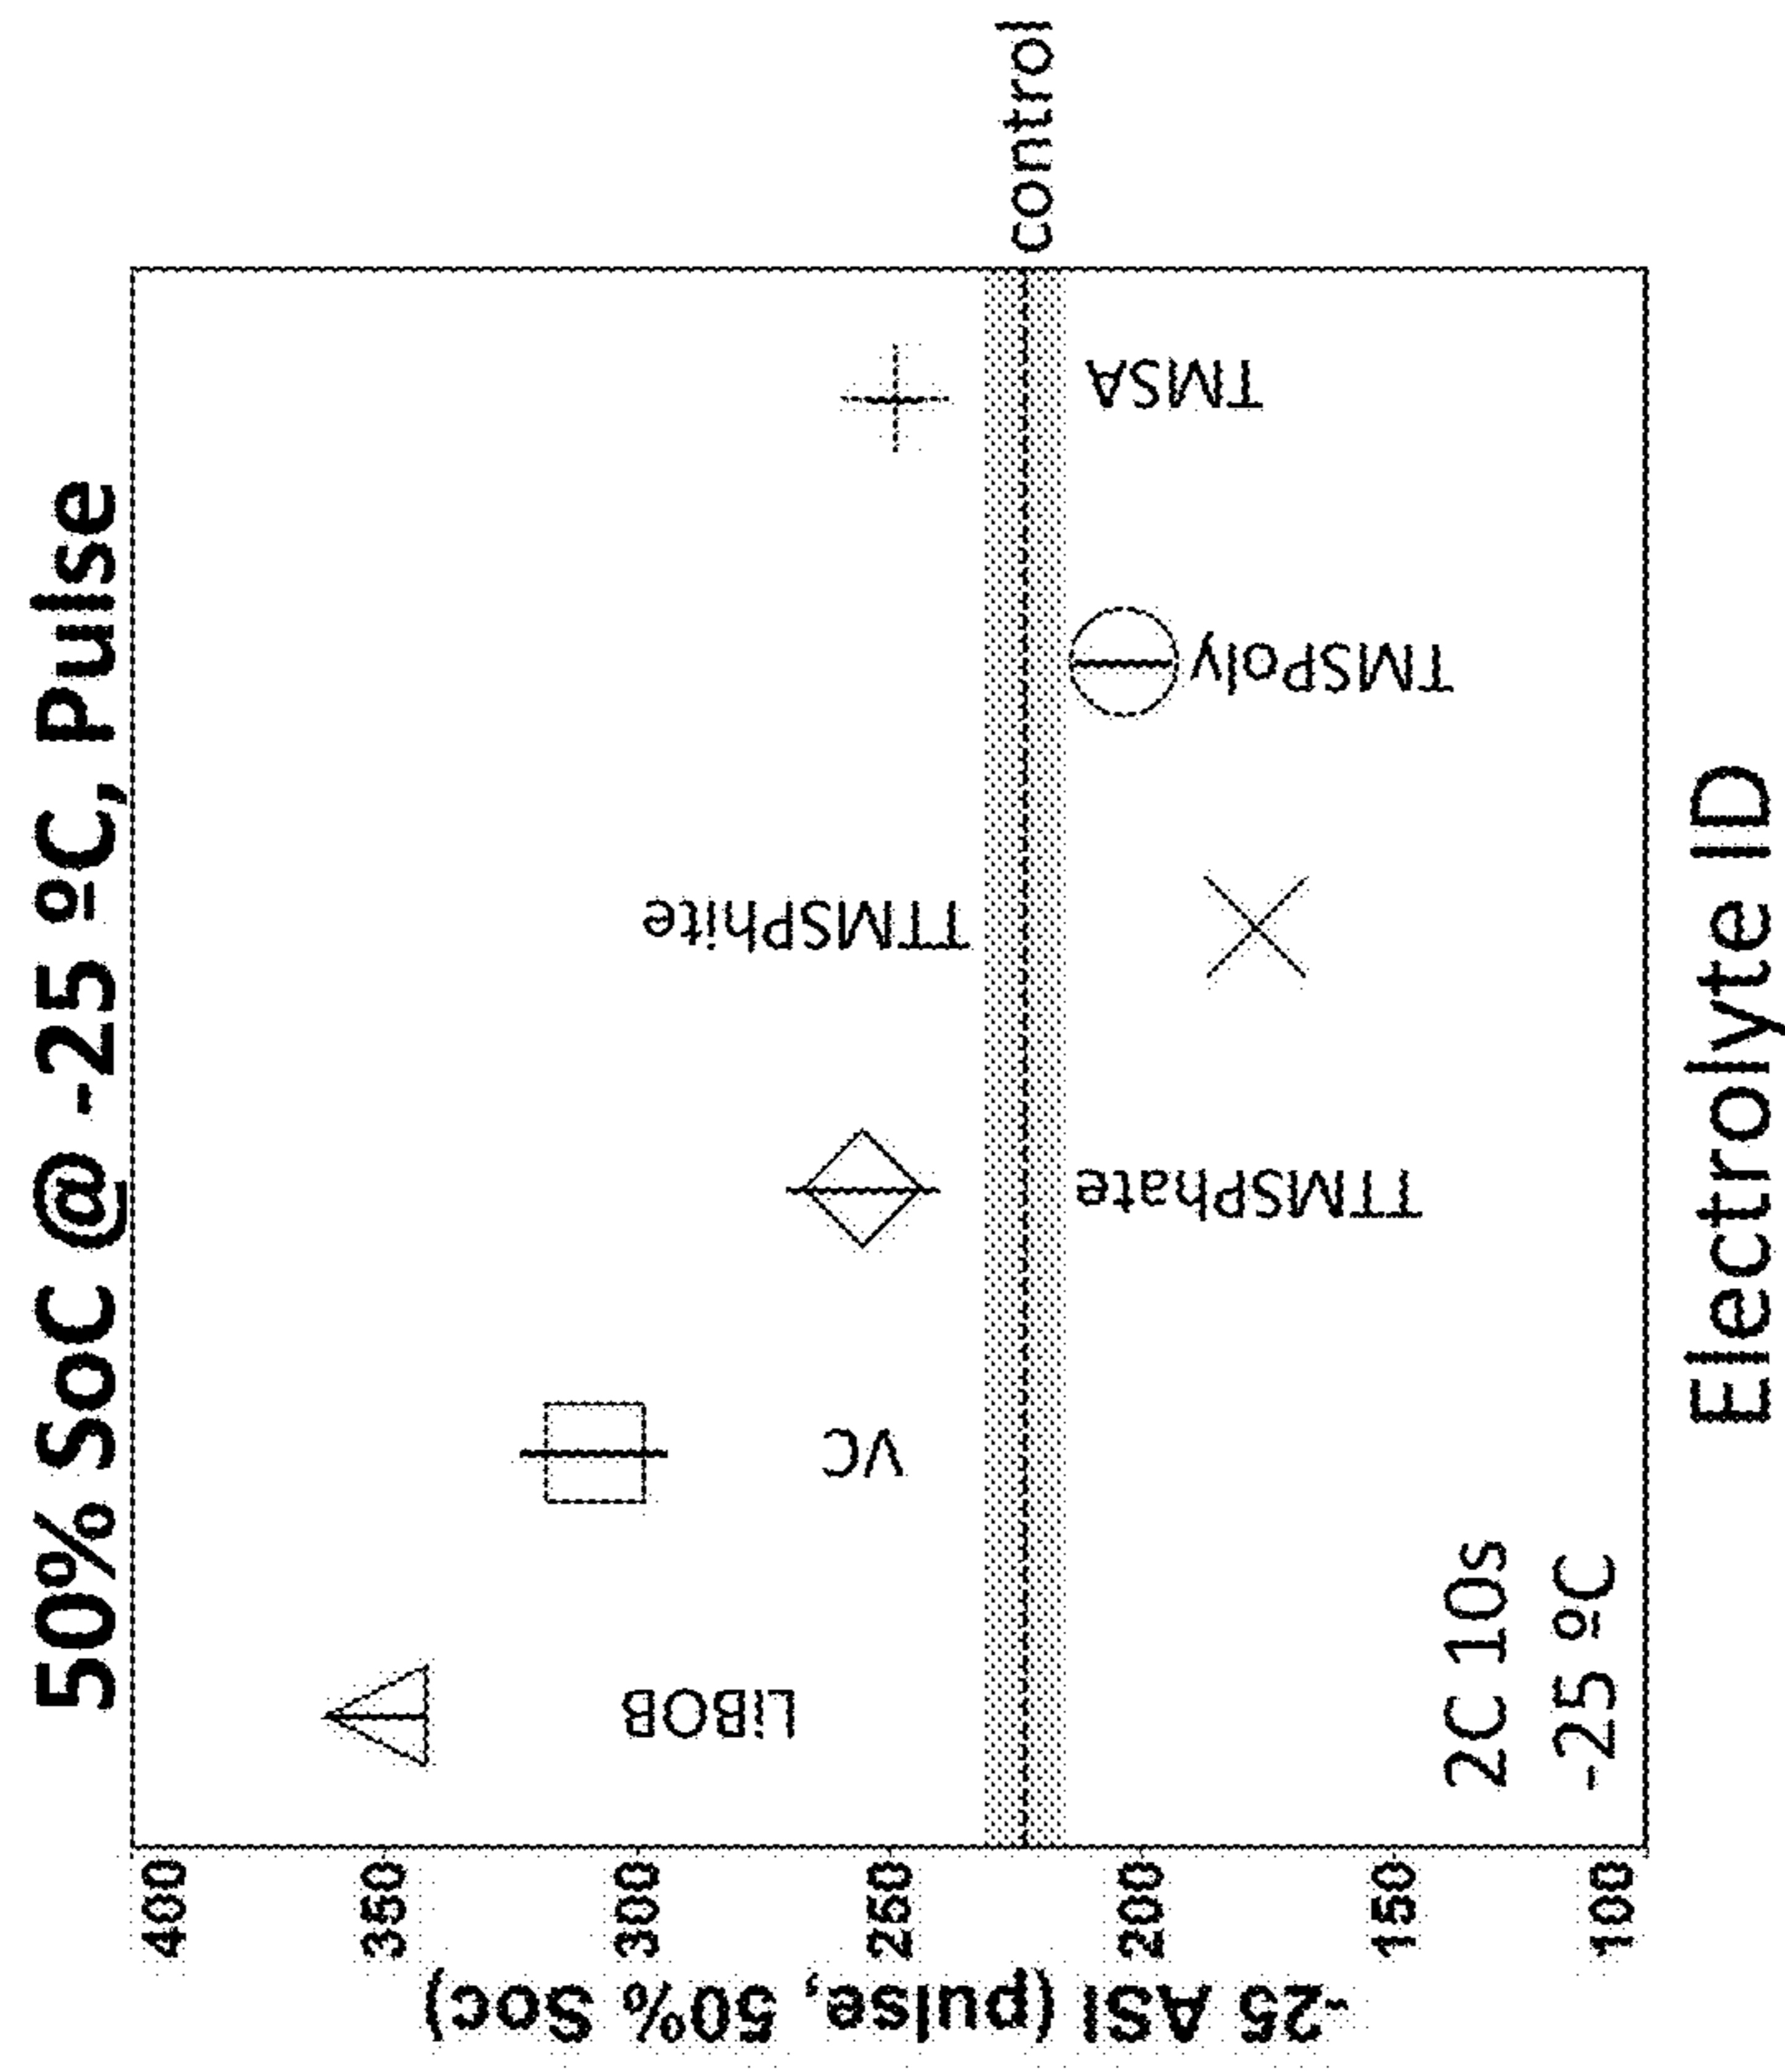 50% SoC @ -25 ºC, Pulse
-25 ASI (pulse, 50% Soc)
400
350
300
250
200
150
100
LiBOB
VC
TTMSPhate
TTMSPhite
TMSPoly
TMSA
control
2C 10s
-25 ºC
Electrolyte ID